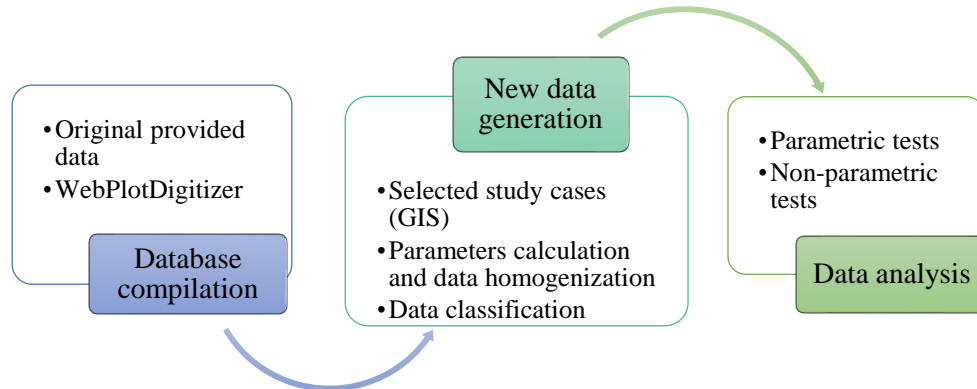 •Original provided
data
•WebPlotDigitizer
Database
compilation
New data
generation
•Selected study cases
(GIS)
•Parameters calculation
and data homogenization
•Data classification
•Parametric tests
•Non-parametric
tests
Data analysis